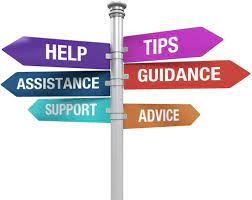 HELP
TIPS
ASSISTANCE
GUIDANCE
SUPPORT
ADVICE